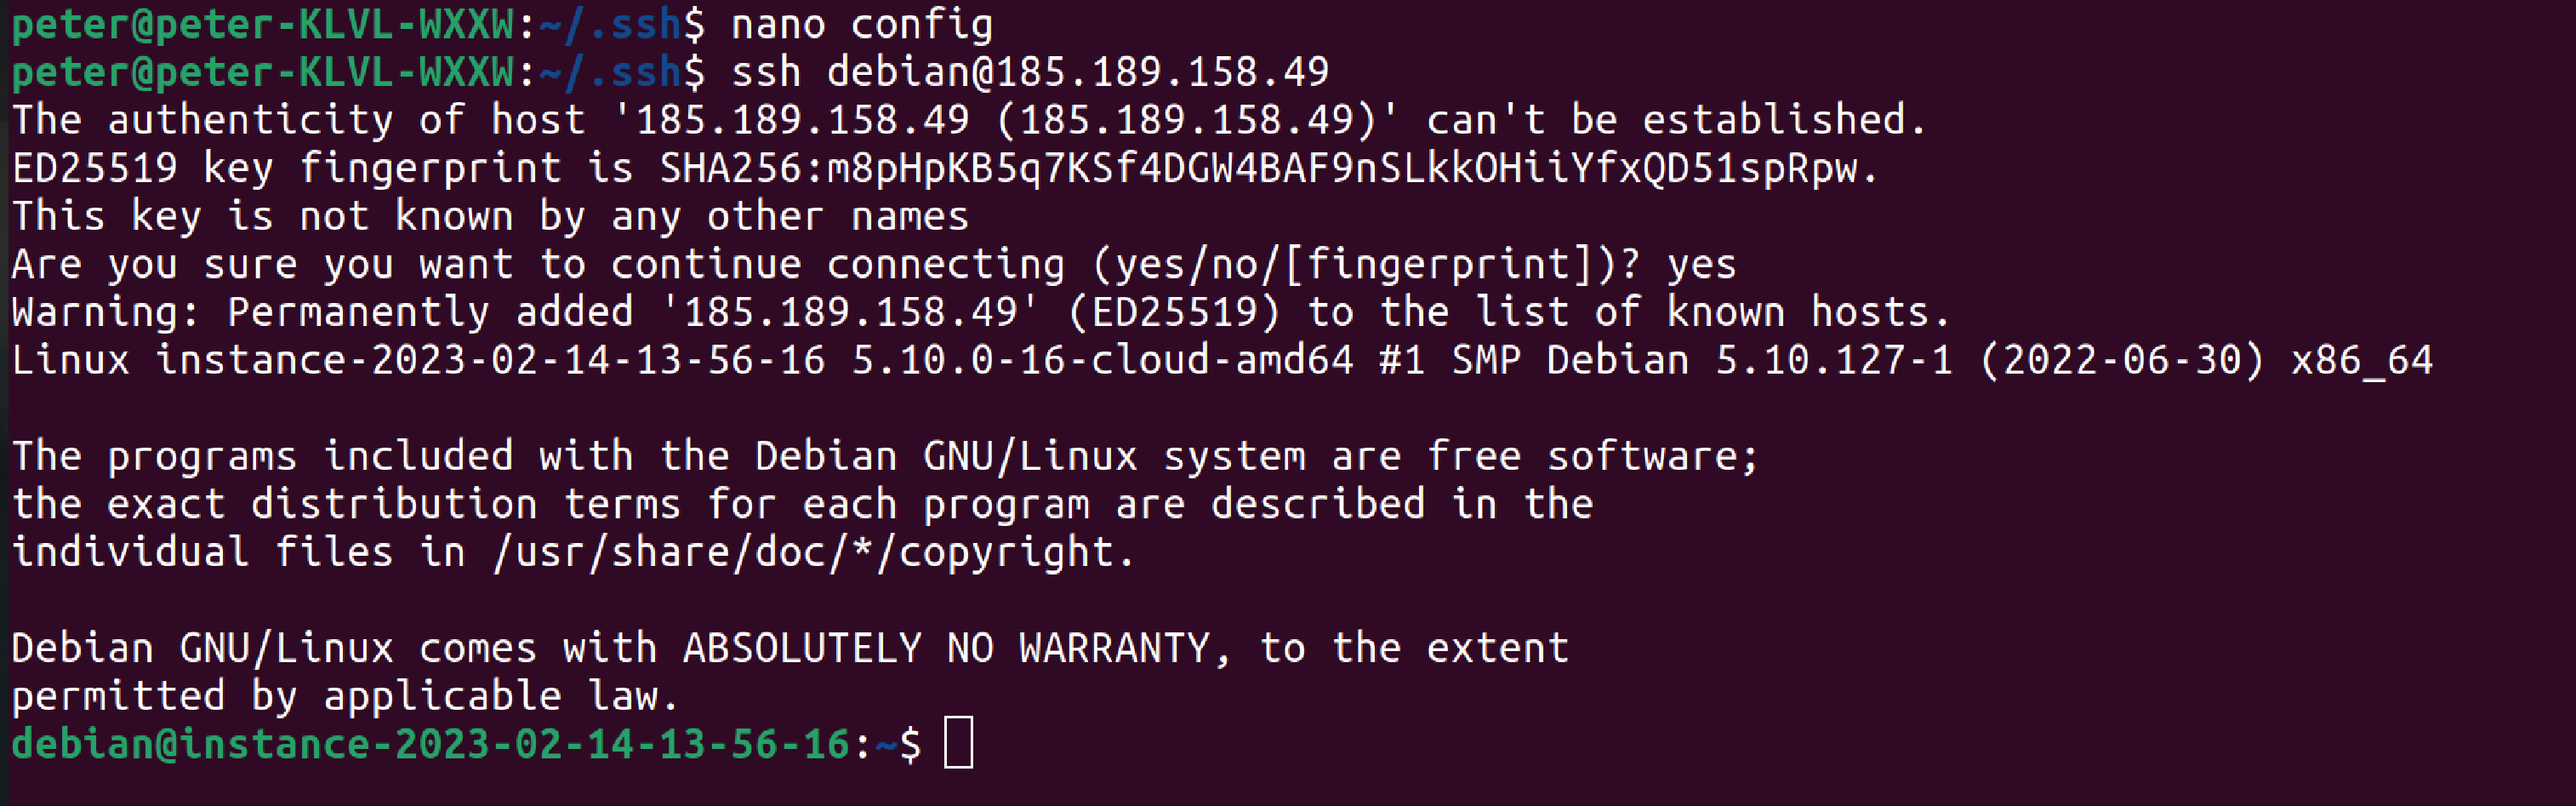 peter@peter-KLVL-WXXW:~/.ssh$ nano config
peter@peter-KLVL-WXXW:~/.ssh$ ssh debian@185.189.158.49
The authenticity of host '185.189.158.49 (185.189.158.49)' can't be established.
ED25519 key fingerprint is SHA256:m8pHpKB5q7KSf4DGW4BAF9nSLkkOHiiYfxQD51spRpw.
This key is not known by any other names
Are you sure you want to continue connecting (yes/no/[fingerprint])? yes
Warning: Permanently added '185.189.158.49' (ED25519) to the list of known hosts.
Linux instance-2023-02-14-13-56-16 5.10.0-16-cloud-amd64 #1 SMP Debian 5.10.127-1 (2022-06-30) x86_64
The programs included with the Debian GNU/Linux system are free software;
the exact distribution terms for each program are described in the
individual files in /usr/share/doc/*/copyright.
Debian GNU/Linux comes with ABSOLUTELY NO WARRANTY, to the extent
permitted by applicable law.
debian@instance-2023-02-14-13-56-16:~$